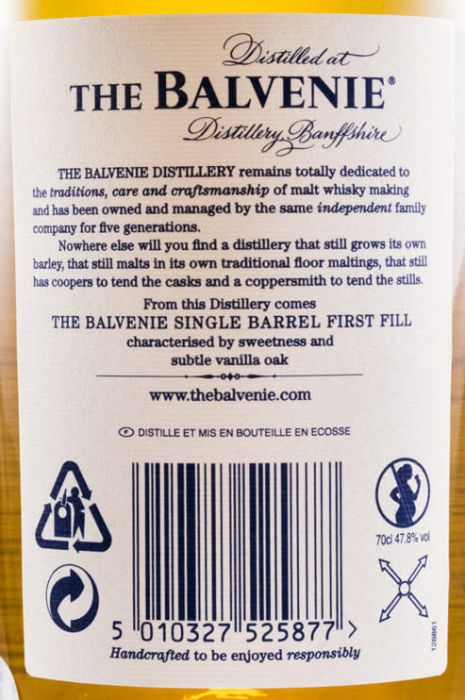 Distilled at
THE BALVENIE®
Distillery, Banffshire
THE BALVENIE DISTILLERY remains totally dedicated to
the traditions, care and craftsmanship of malt whisky making
and has been owned and managed by the same independent family
company for five generations.
Nowhere else will you find a distillery that still grows its own
barley, that still malts in its own traditional floor maltings, that still
has coopers to tend the casks and a coppersmith to tend the stills.
From this Distillery comes
THE BALVENIE SINGLE BARREL FIRST FILL
characterised by sweetness and
subtle vanilla oak
www.thebalvenie.com
DISTILLE ET MIS EN BOUTEILLE EN ECOSSE
70cl 47.8% vol
5 010327 525877 >
128861
Handcrafted to be enjoyed responsibly